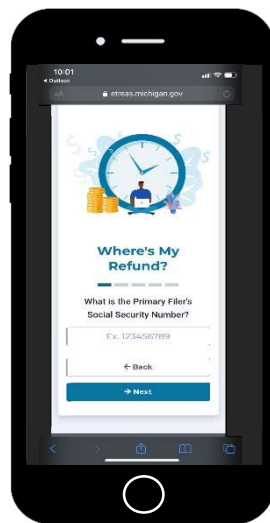 10:01
◄ Outlook
AA etreas.michigan.gov
Where's My
Refund?
What is the Primary Filer's
Social Security Number?
Ex. 123456789
← Back
→ Next